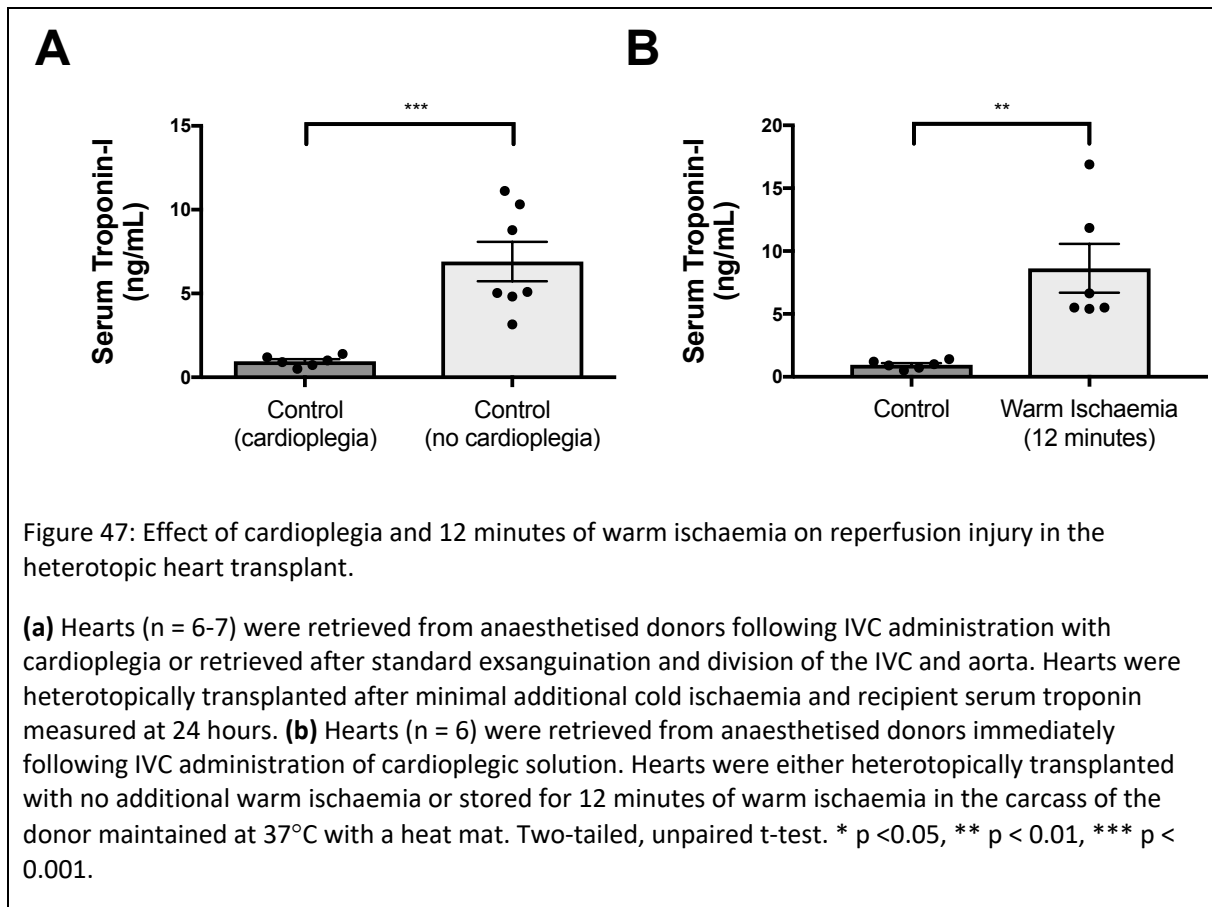 A
B
***
**
Serum Troponin-I
(ng/mL)
15
10
5
0
Control
(cardioplegia)
Control
(no cardioplegia)
Serum Troponin-I
(ng/mL)
20
15
10
5
0
Control
Warm Ischaemia
(12 minutes)
Figure 47: Effect of cardioplegia and 12 minutes of warm ischaemia on reperfusion injury in the
heterotopic heart transplant.
(a) Hearts (n = 6-7) were retrieved from anaesthetised donors following IVC administration with
cardioplegia or retrieved after standard exsanguination and division of the IVC and aorta. Hearts were
heterotopically transplanted after minimal additional cold ischaemia and recipient serum troponin
measured at 24 hours. (b) Hearts (n = 6) were retrieved from anaesthetised donors immediately
following IVC administration of cardioplegic solution. Hearts were either heterotopically transplanted
with no additional warm ischaemia or stored for 12 minutes of warm ischaemia in the carcass of the
donor maintained at 37°C with a heat mat. Two-tailed, unpaired t-test. * p <0.05, ** p < 0.01, *** p <
0.001.